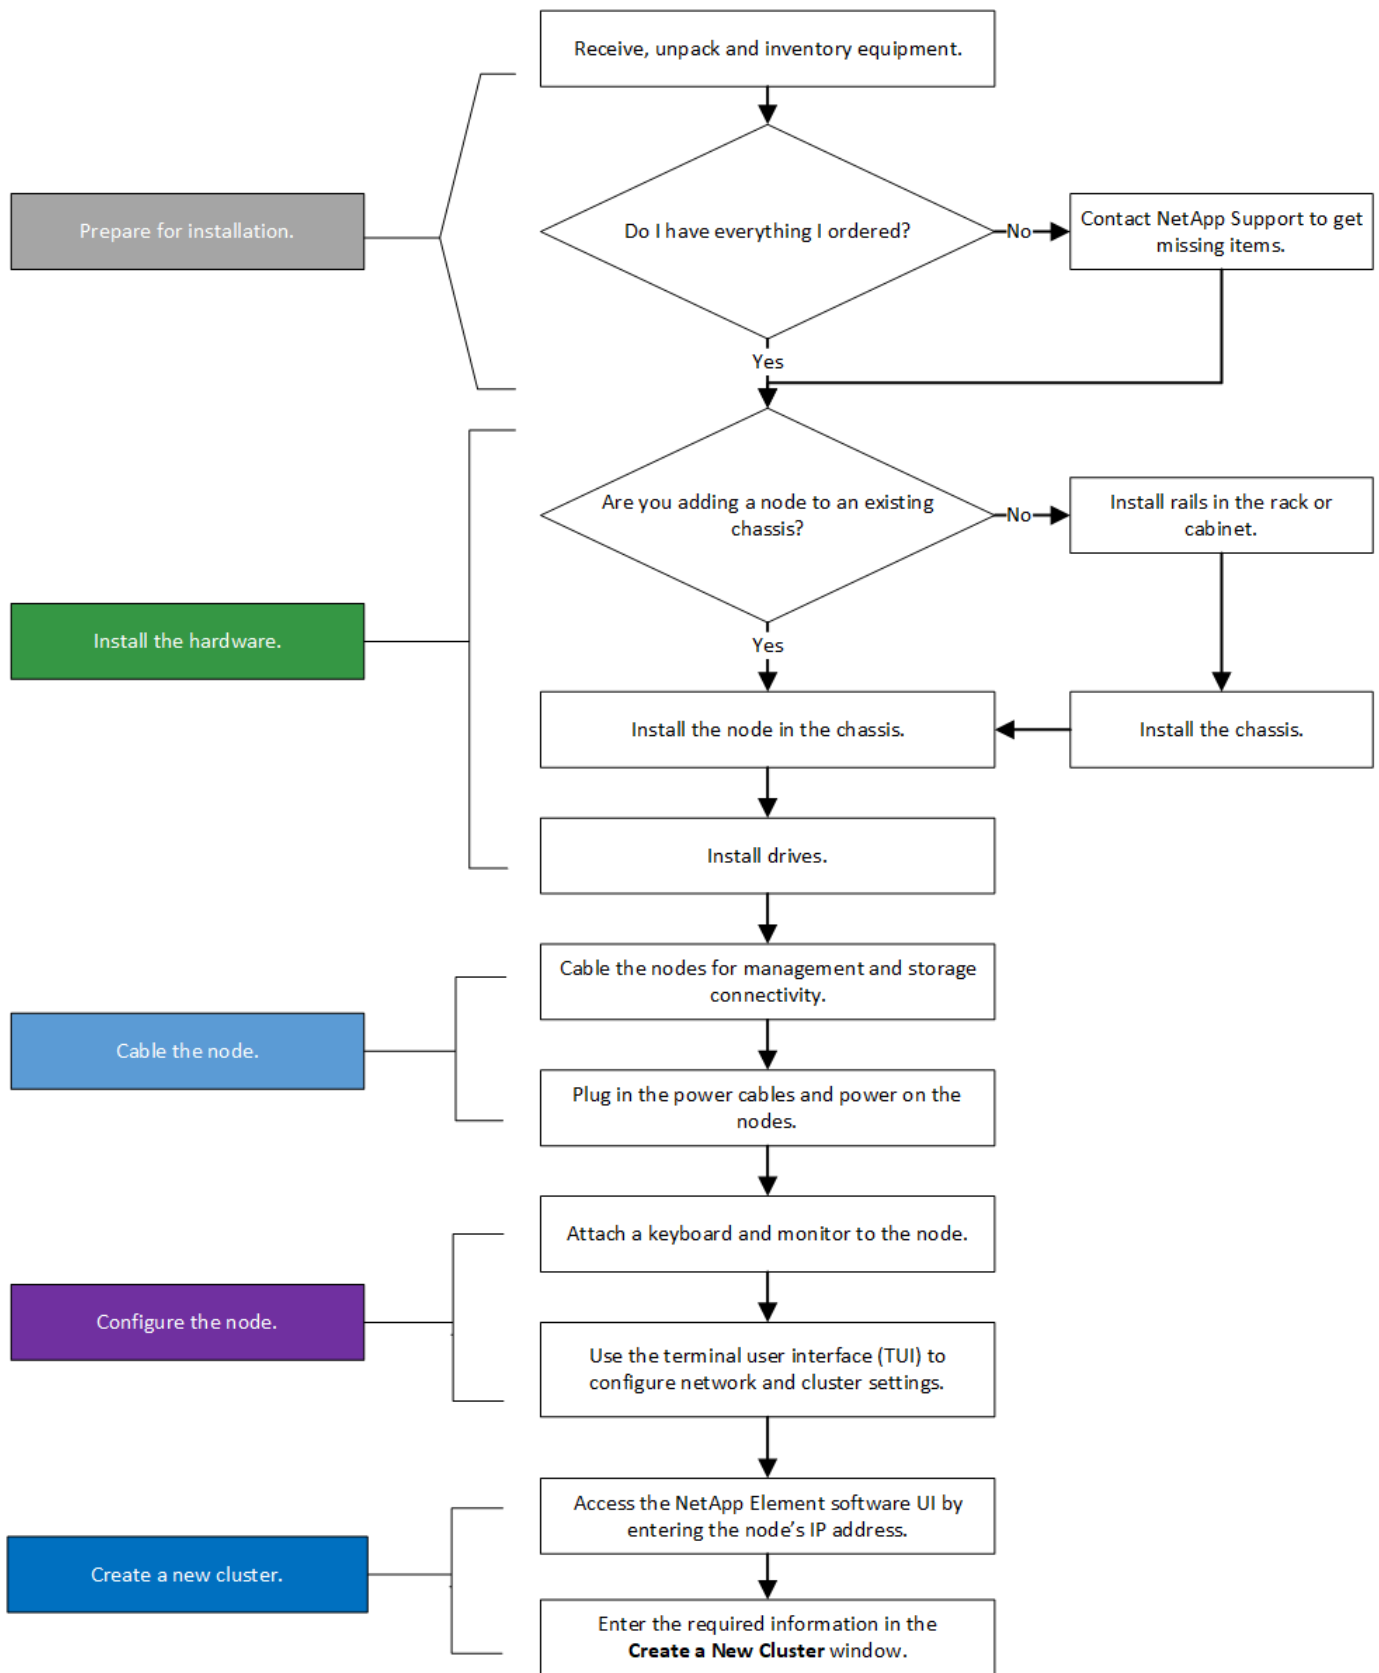 Receive, unpack and inventory equipment.
Prepare for installation.
Do I have everything I ordered?
No
Contact NetApp Support to get
missing items.
Yes
Are you adding a node to an existing
chassis?
No
Install rails in the rack or
cabinet.
Install the hardware.
Yes
Install the node in the chassis.
Install the chassis.
Install drives.
Cable the nodes for management and storage
connectivity.
Cable the node.
Plug in the power cables and power on the
nodes.
Attach a keyboard and monitor to the node.
Configure the node.
Use the terminal user interface (TUI) to
configure network and cluster settings.
Access the NetApp Element software UI by
entering the node’s IP address.
Create a new cluster.
Enter the required information in the
Create a New Cluster window.